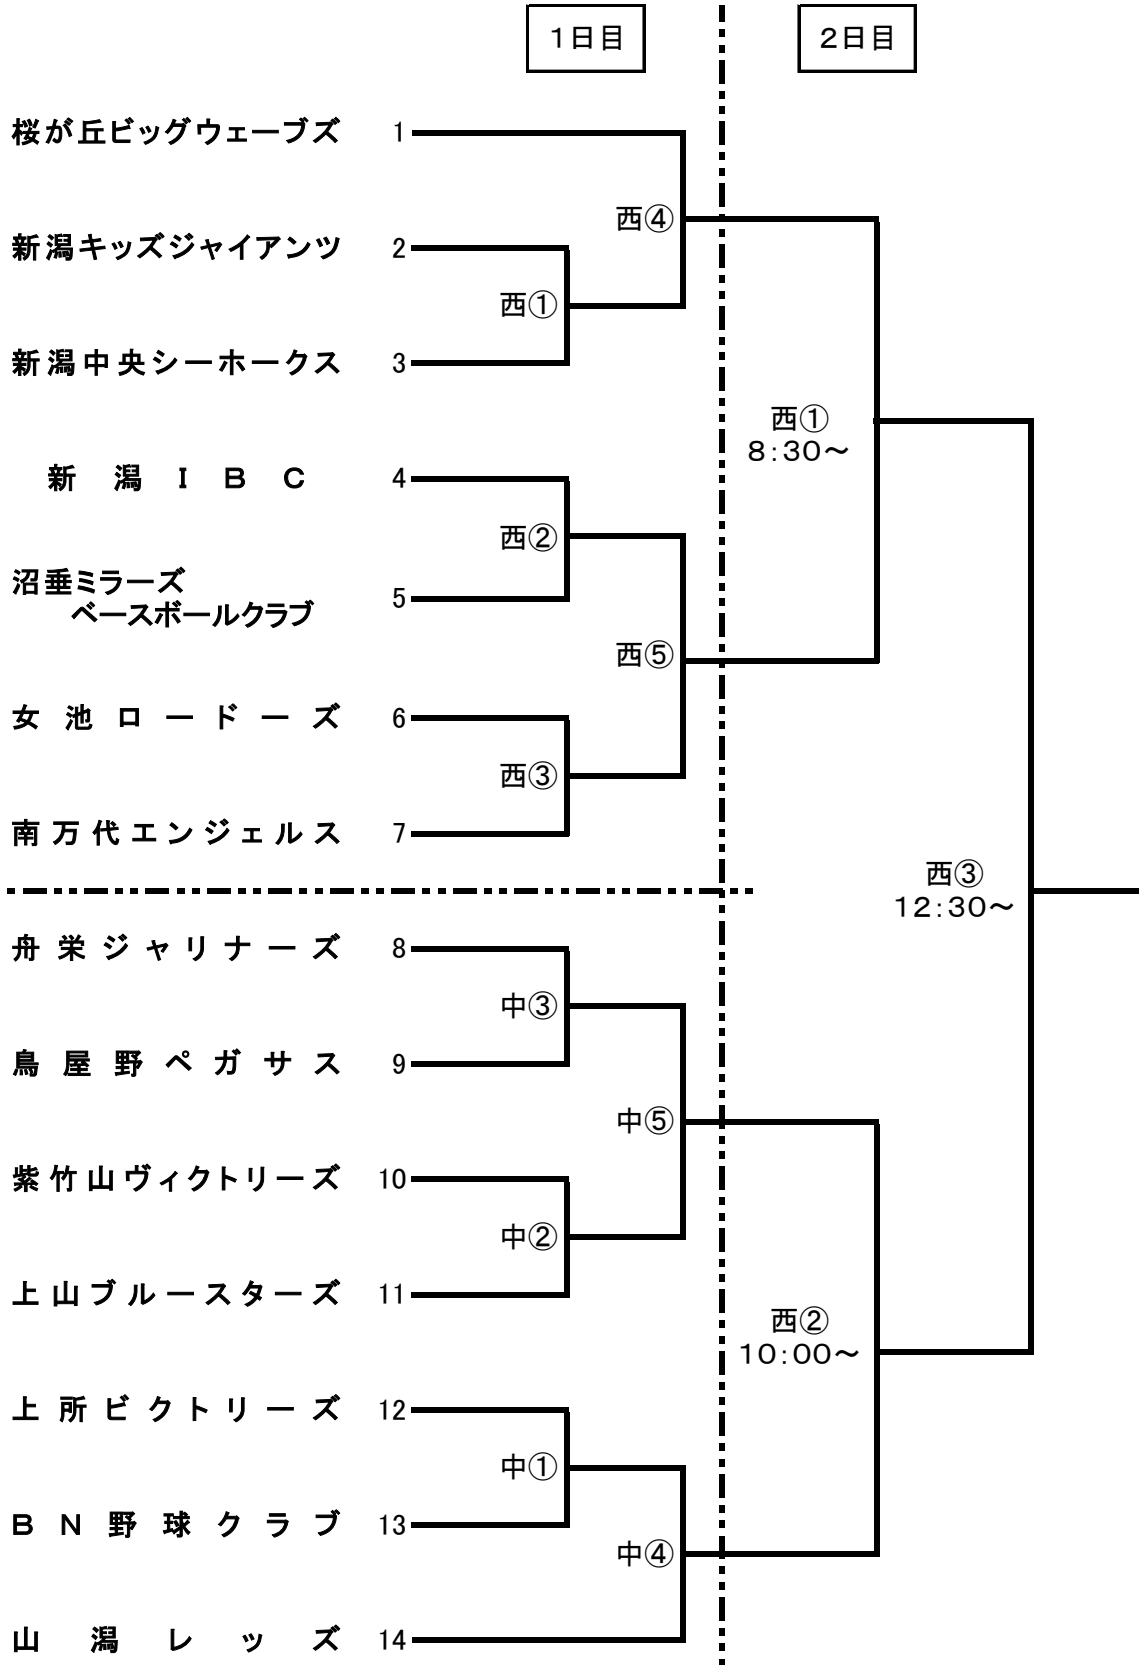 1日目
2日目
桜が丘ビッグウェーブズ 1
西④
新潟キッズジャイアンツ 2
西①
新潟中央シーホークス 3
西①
8:30～
新潟IBC 4
西②
沼垂ミラーズ
ベースボールクラブ 5
西⑤
女池ロードーズ 6
西③
南万代エンジェルス 7
西③
12:30～
舟栄ジャリナーズ 8
中③
鳥屋野ペガサス 9
中⑤
紫竹山ヴィクトリーズ 10
中②
上山ブルースターズ 11
西②
10:00～
上所ビクトリーズ 12
中①
BN野球クラブ 13
中④
山潟レッズ 14